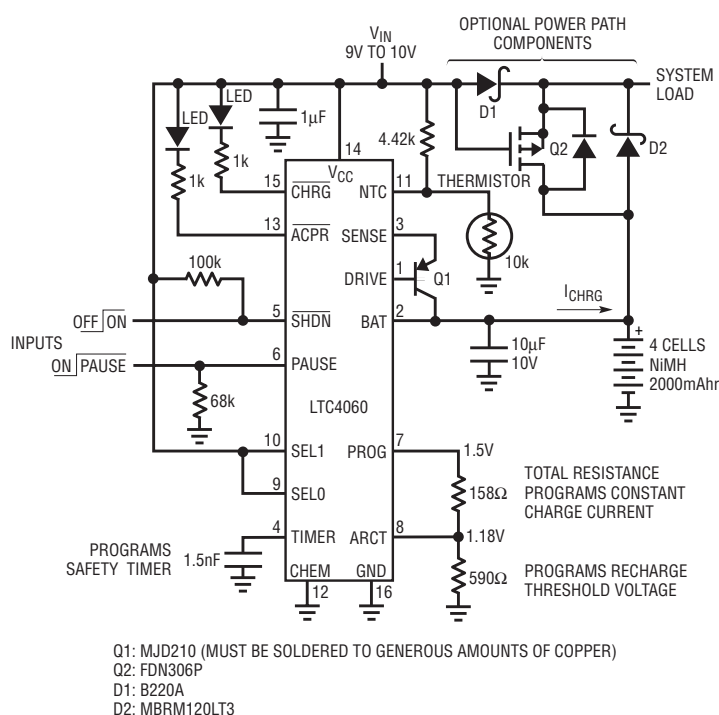 OPTIONAL POWER PATH
COMPONENTS
VIN
9V TO 10V
SYSTEM
LOAD
LED
LED
1µF
D1
4.42k
Q2
D2
14
VCC
1k
1k
THERMISTOR
15
CHRG
NTC
11
13
ACPR
SENSE
3
10k
100k
DRIVE
1
Q1
ICHRG
OFF ON
5
SHDN
BAT
2
INPUTS
ON PAUSE
6
PAUSE
10µF
10V
+
4 CELLS
NiMH
2000mAhr
68k
LTC4060
10
SEL1
PROG
7
1.5V
9
SEL0
158Ω
TOTAL RESISTANCE
PROGRAMS CONSTANT
CHARGE CURRENT
4
TIMER
ARCT
8
1.18V
PROGRAMS
SAFETY TIMER
1.5nF
CHEM
GND
12
16
590Ω
PROGRAMS RECHARGE
THRESHOLD VOLTAGE
Q1: MJD210 (MUST BE SOLDERED TO GENEROUS AMOUNTS OF COPPER)
Q2: FDN306P
D1: B220A
D2: MBRM120LT3